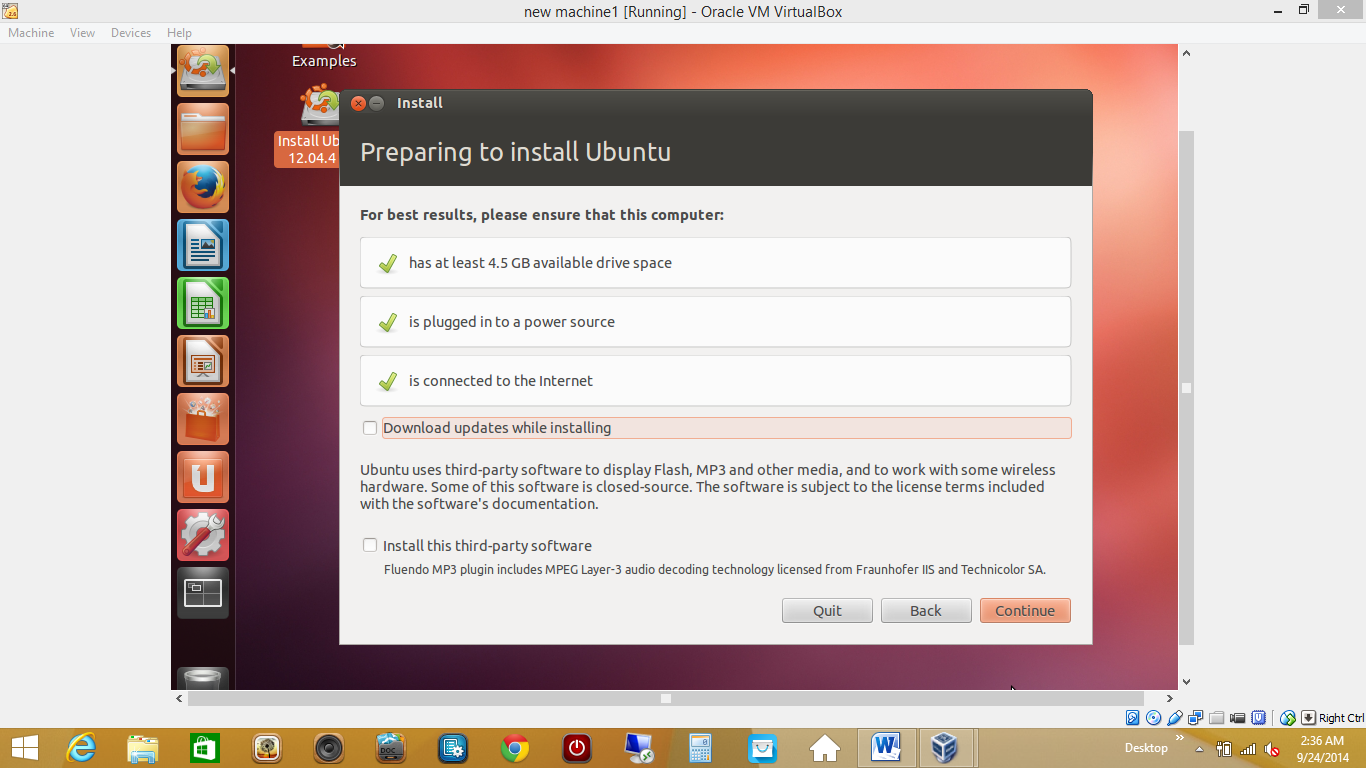 new machine1 [Running] - Oracle VM VirtualBox
Machine View Devices Help
Examples
Install Ub
12.04.4
Install
Preparing to install Ubuntu
For best results, please ensure that this computer:
has at least 4.5 GB available drive space
is plugged in to a power source
is connected to the Internet
Download updates while installing
Ubuntu uses third-party software to display Flash, MP3 and other media, and to work with some wireless
hardware. Some of this software is closed-source. The software is subject to the license terms included
with the software's documentation.
Install this third-party software
Fluendo MP3 plugin includes MPEG Layer-3 audio decoding technology licensed from Fraunhofer IIS and Technicolor SA.
Quit Back Continue
Right Ctrl
DOC
Desktop
2:36 AM
9/24/2014